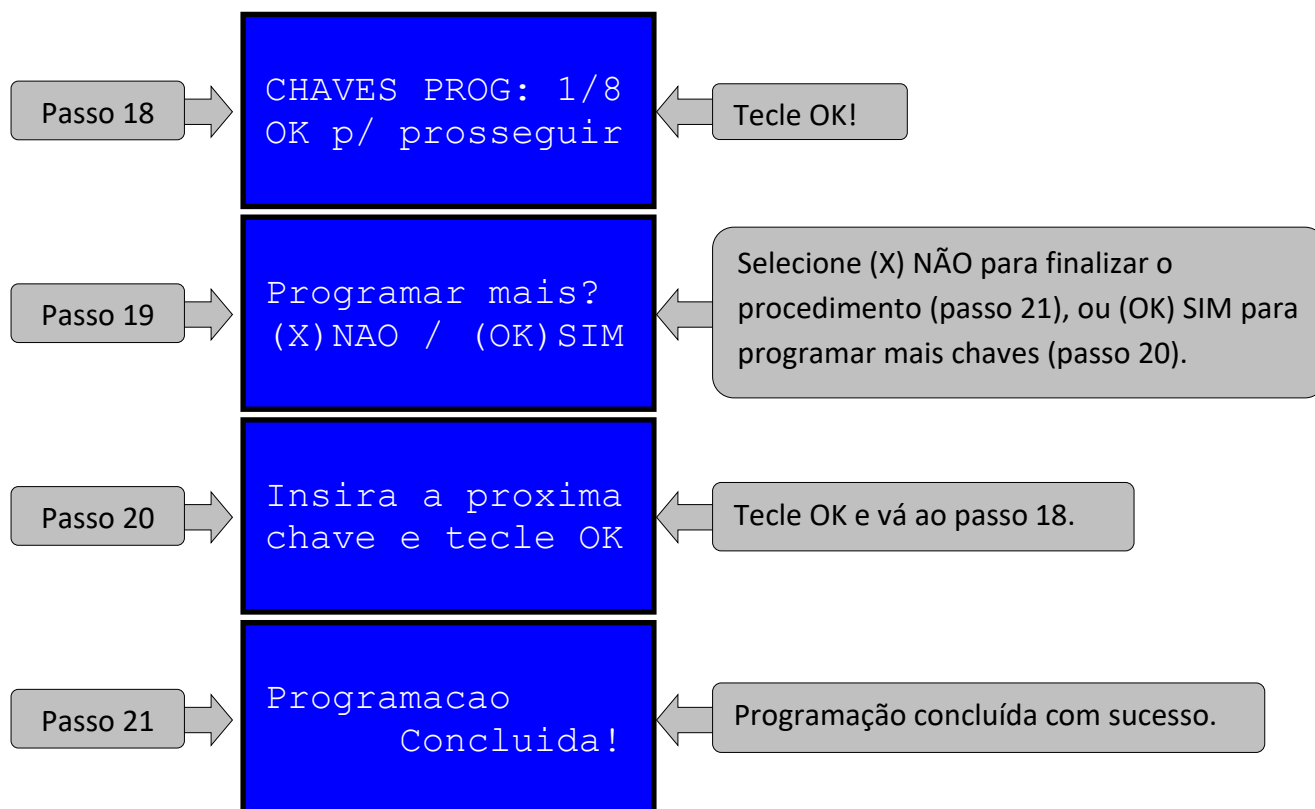 Passo 18
CHAVES PROG: 1/8
OK p/ prosseguir
Tecle OK!
Passo 19
Programar mais?
(X)NAO / (OK)SIM
Selecione (X) NÃO para finalizar o
procedimento (passo 21), ou (OK) SIM para
programar mais chaves (passo 20).
Passo 20
Insira a proxima
chave e tecle OK
Tecle OK e vá ao passo 18.
Passo 21
Programacao
Concluida!
Programação concluída com sucesso.